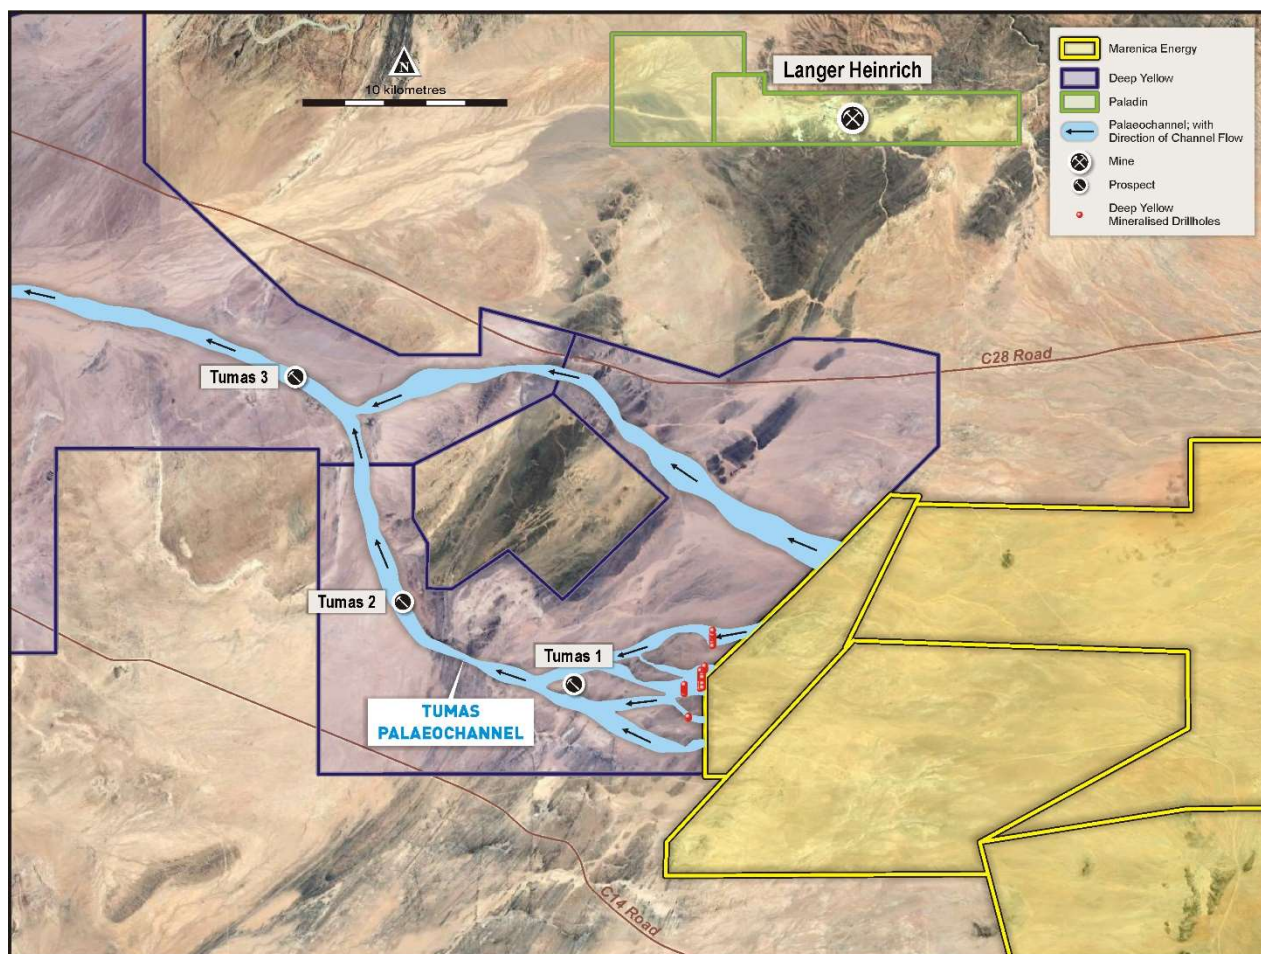 N
10 kilometres
Langer Heinrich
Marenica Energy
Deep Yellow
Paladin
Palaeochannel; with
Direction of Channel Flow
Mine
Prospect
Deep Yellow
Mineralised Drillholes
C28 Road
Tumas 3
Tumas 2
Tumas 1
TUMAS
PALAEOCHANNEL
C14 Road